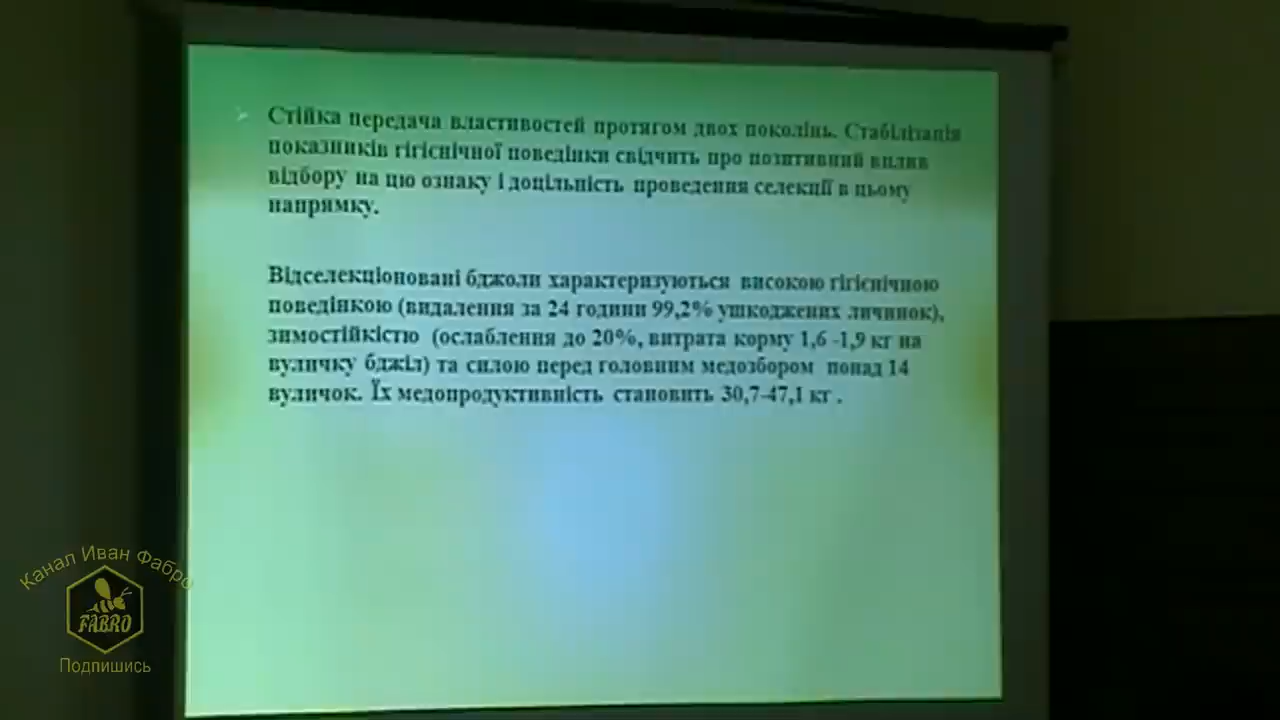 Стійка передача властивостей протягом двох поколінь. Стабілізація
показників гігієнічної поведінки свідчить про позитивний вплив
відбору на цю ознаку і доцільність проведення селекції в цьому
напрямку.
Відселекціоновані бджоли характеризуються високою гігієнічною
поведінкою (видалення за 24 години 99,2% ушкоджених личинок),
зимостійкістю (ослаблення до 20%, витрата корму 1,6 -1,9 кг на
вуличку бджіл) та силою перед головним медозбором понад 14
вуличок. Їх медопродуктивність становить 30,7-47,1 кг .
Канал Иван Фабро
FABRO
Подпишись